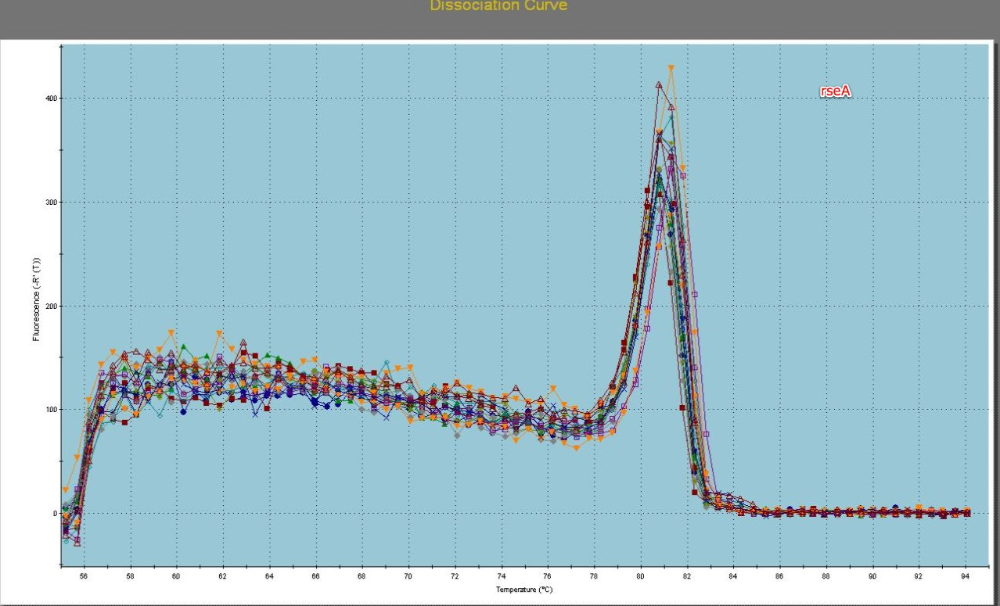 Dissociation Curve
rseA
400
300
200
100
0
Fluorescence (-R' (T))
56 58 60 62 64 66 68 70 72 74 76 78 80 82 84 86 88 90 92 94
Temperature (°C)